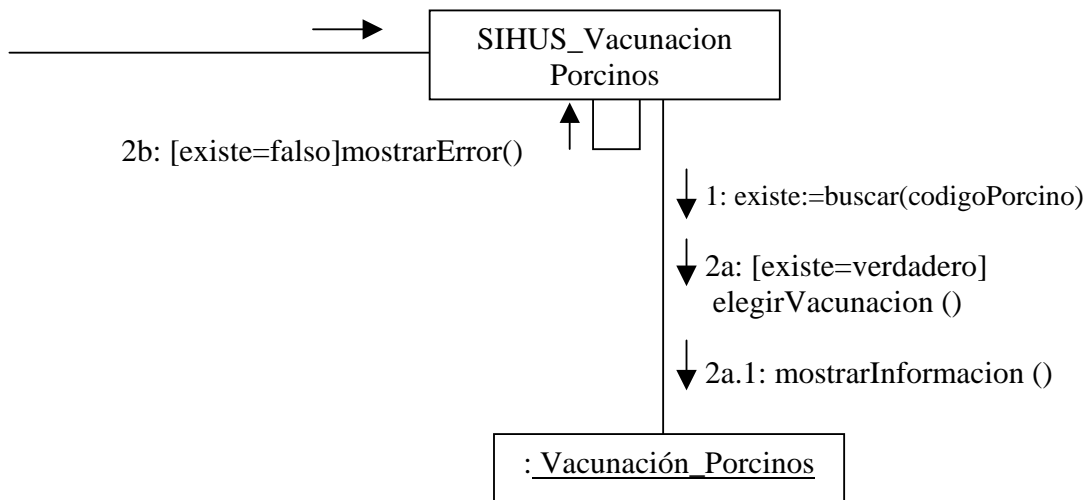 SIHUS_Vacunacion
Porcinos
2b: [existe=falso]mostrarError()
1: existe:=buscar(codigoPorcino)
2a: [existe=verdadero]
elegirVacunacion ()
2a.1: mostrarInformacion ()
: Vacunación_Porcinos